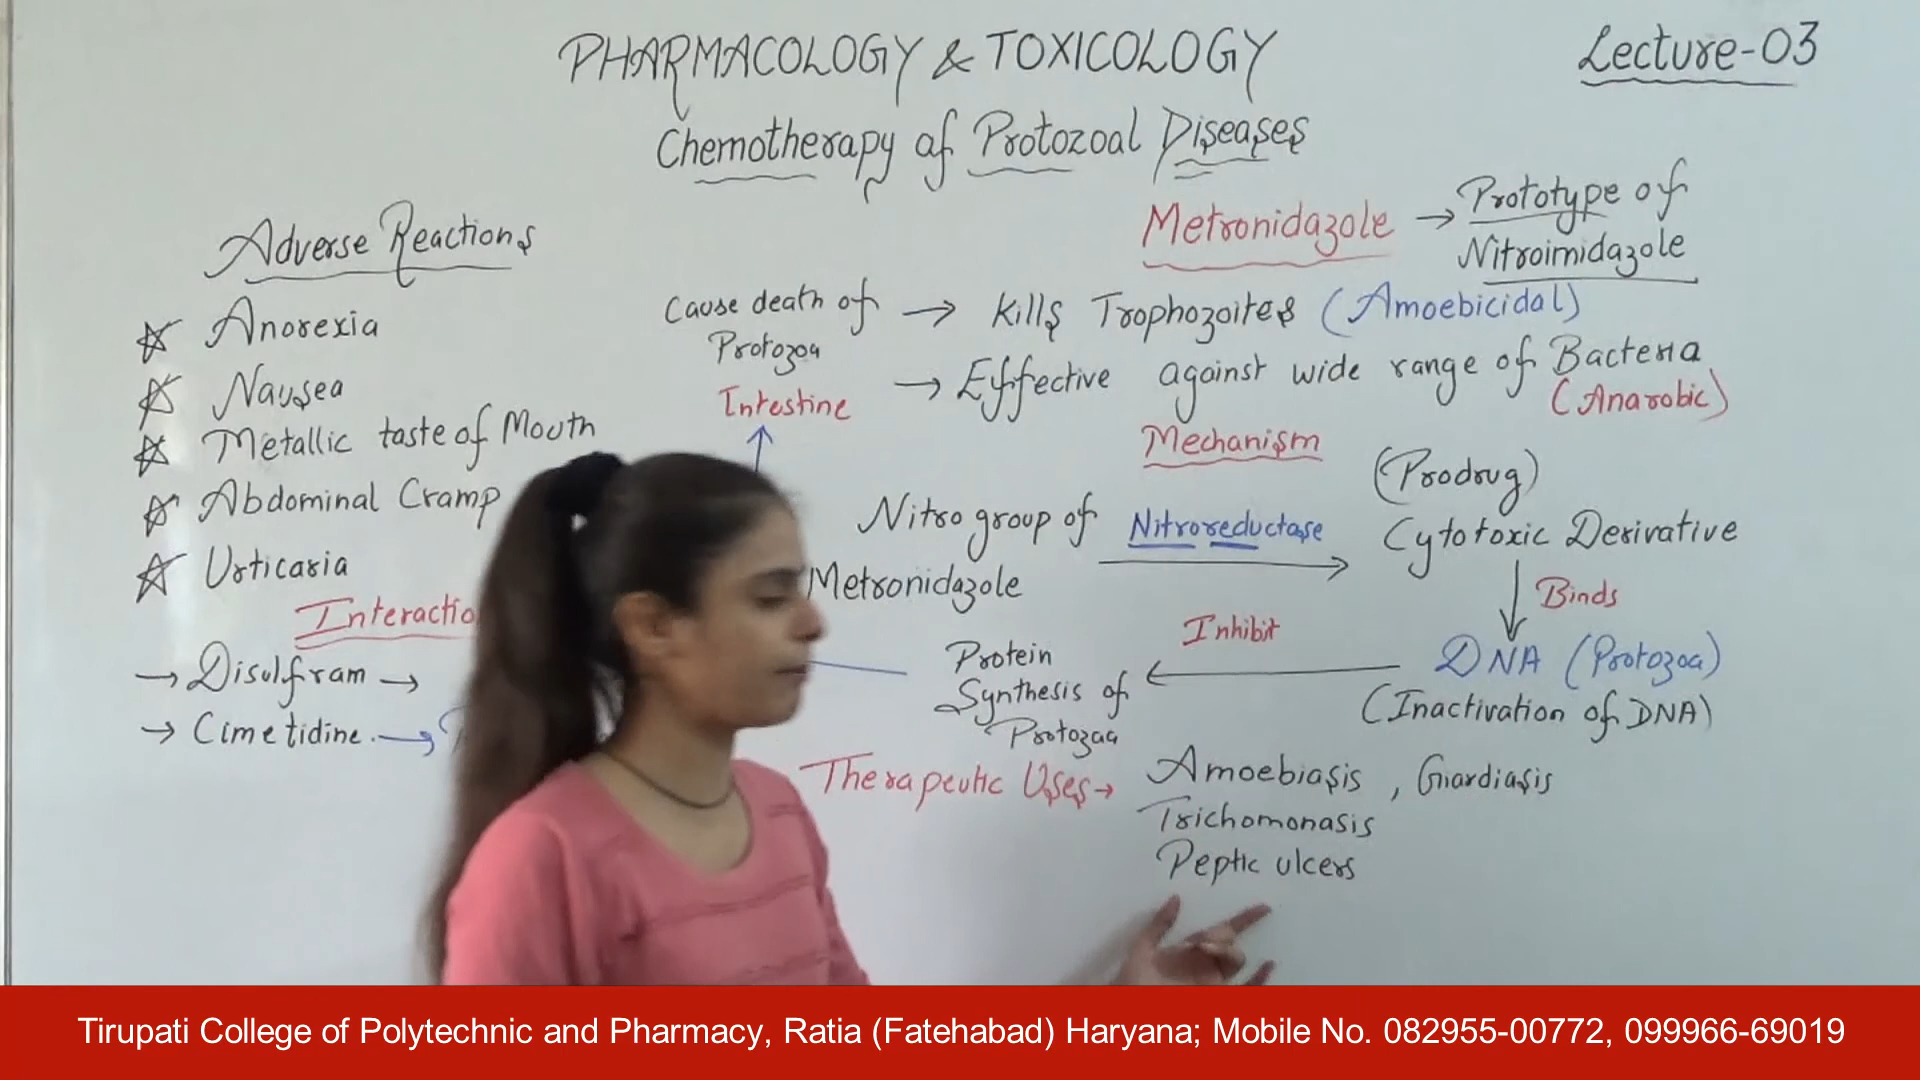 PHARMACOLOGY & TOXICOLOGY
Lecture-03
Chemotherapy of Protozoal Diseases
Adverse Reactions
Anorexia
Nausea
Metallic taste of Mouth
Abdominal Cramp
Urticaria
→ Disulfram →
→ Cimetidine. →
Metronidazole → Prototype of
Nitroimidazole
Cause death of
Protozoa
Intestine
→ Kills Trophozoites (Amoebicidal)
→ Effective against wide range of Bacteria
(Anarobic)
Mechanism
Nitro group of
Metronidazole
Nitroreductase
(Prodrug)
Cytotoxic Derivative
Binds
DNA (Protozoa)
(Inactivation of DNA)
Inhibit
Protein
Synthesis of
Protozaa
Therapeutic Uses →
Amoebiasis , Giardiasis
Trichomonasis
Peptic ulcers
Tirupati College of Polytechnic and Pharmacy, Ratia (Fatehabad) Haryana; Mobile No. 082955-00772, 099966-69019